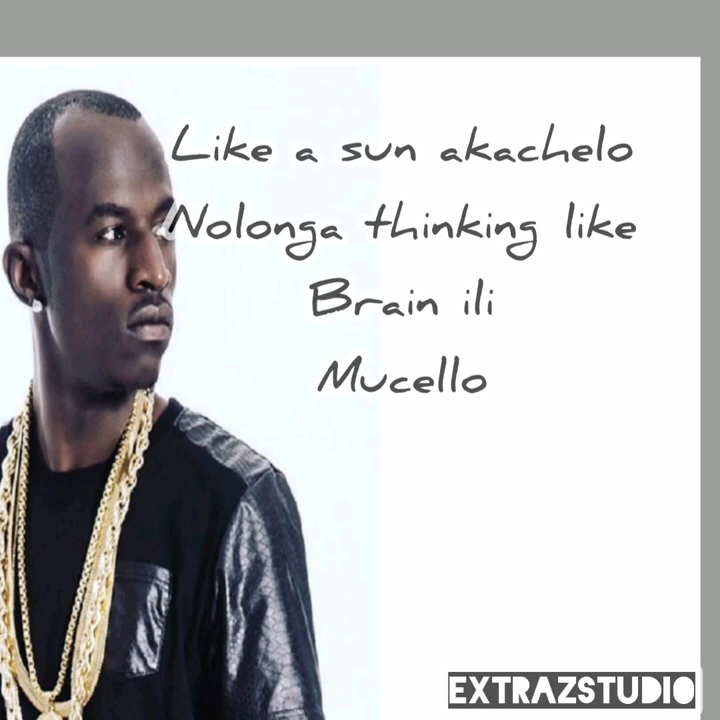 Like a sun akachelo
Nolonga thinking like
Brain ili
Mucello
EXTRAZSTUDIO